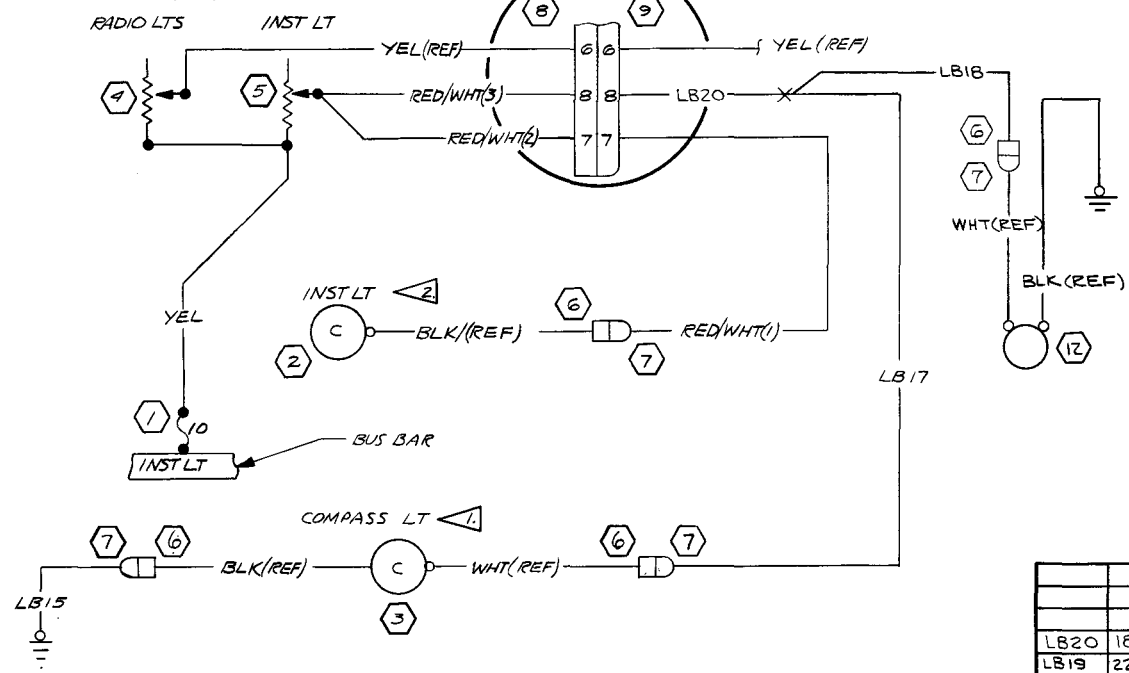 8 9
RADIO LTS INST LT
YEL(REF) 6 6 YEL(REF)
4 5 RED/WHT(3) 8 8 LB20 LB18
RED/WHT(2) 7 7
6
7
WHT(REF)
BLK(REF)
INST LT 2.
YEL
C BLK/(REF) 6 RED/WHT(1)
2 7
12
LB17
1 10
BUS BAR
INST LT
COMPASS LT 1.
7 6 6 7
BLK(REF) C WHT(REF)
LB15
3
LB20 18
LB19 22